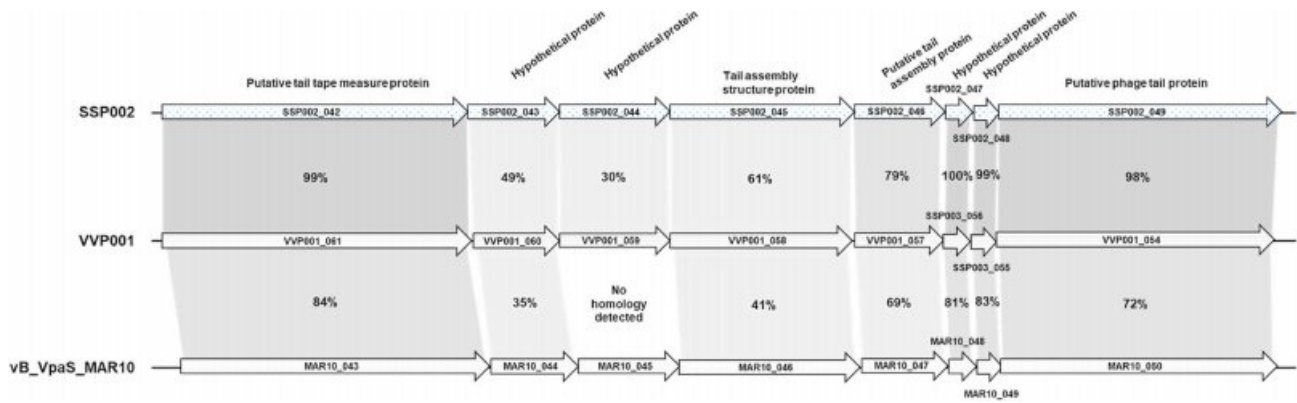 Hypothetical protein
Hypothetical protein
Putative tail
assembly protein
Hypothetical protein
Hypothetical protein
Putative tail tape measure protein
Tail assembly
structure protein
Putative phage tail protein
SSP002_047
SSP002
SSP002_042
SSP002_043
SSP002_044
SSP002_045
SSP002_046
SSP002_049
SSP002_048
99%
49%
30%
61%
79%
100%
99%
98%
SSP003_056
VVP001
VVP001_061
VVP001_060
VVP001_059
VVP001_058
VVP001_057
VVP001_054
SSP003_055
84%
35%
No
homology
detected
41%
69%
81%
83%
72%
MAR10_048
vB_VpaS_MAR10
MAR10_043
MAR10_044
MAR10_045
MAR10_046
MAR10_047
MAR10_050
MAR10_049